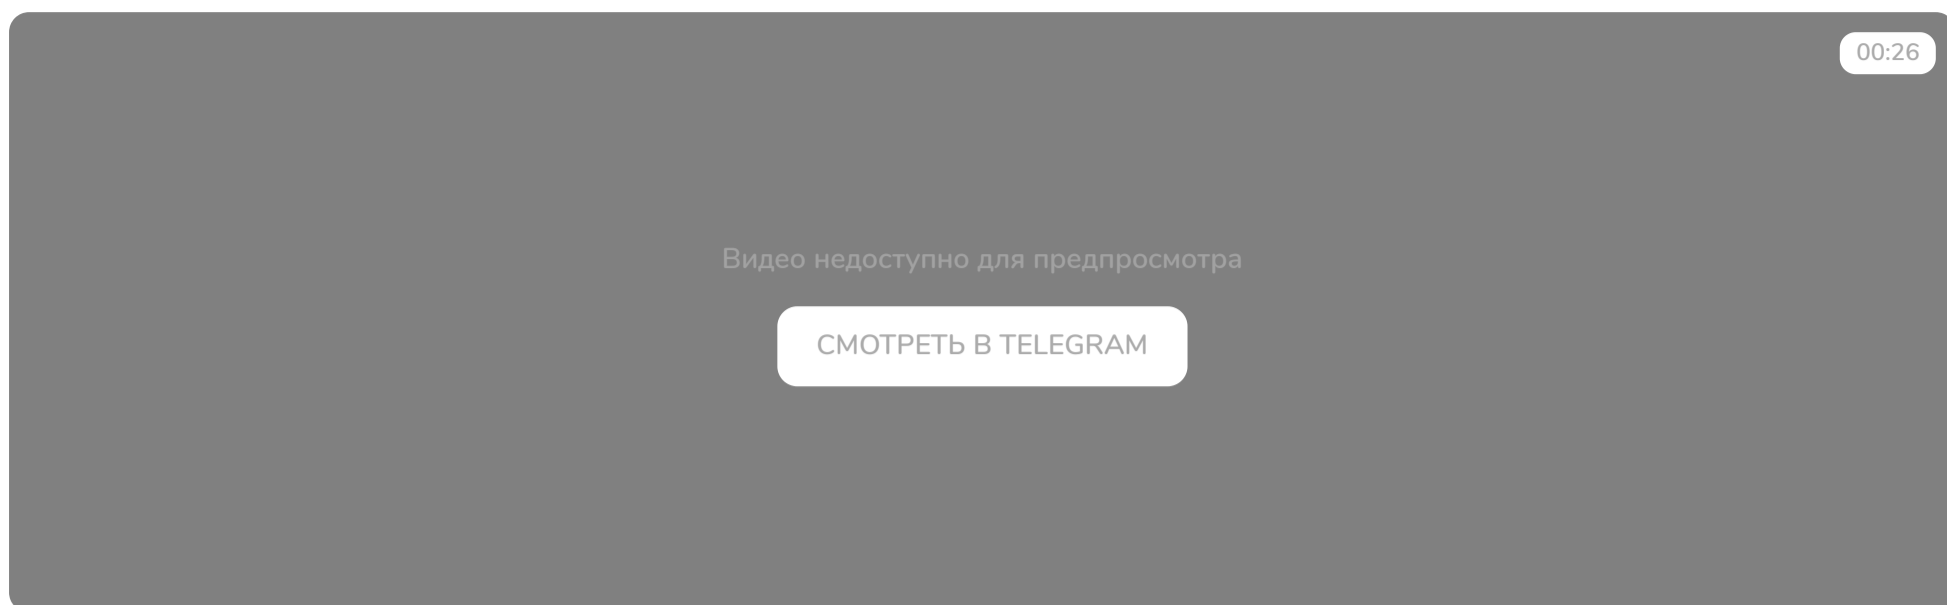 00:26
Видео недоступно для предпросмотра
СМОТРЕТЬ В TELEGRAM